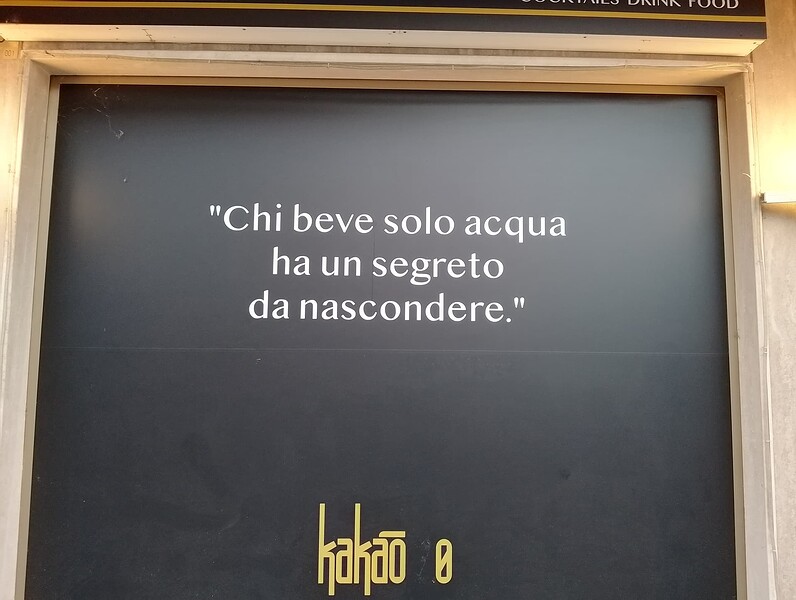 COCKTAILS DRINK FOOD
"Chi beve solo acqua
ha un segreto
da nascondere."
kakaō 0